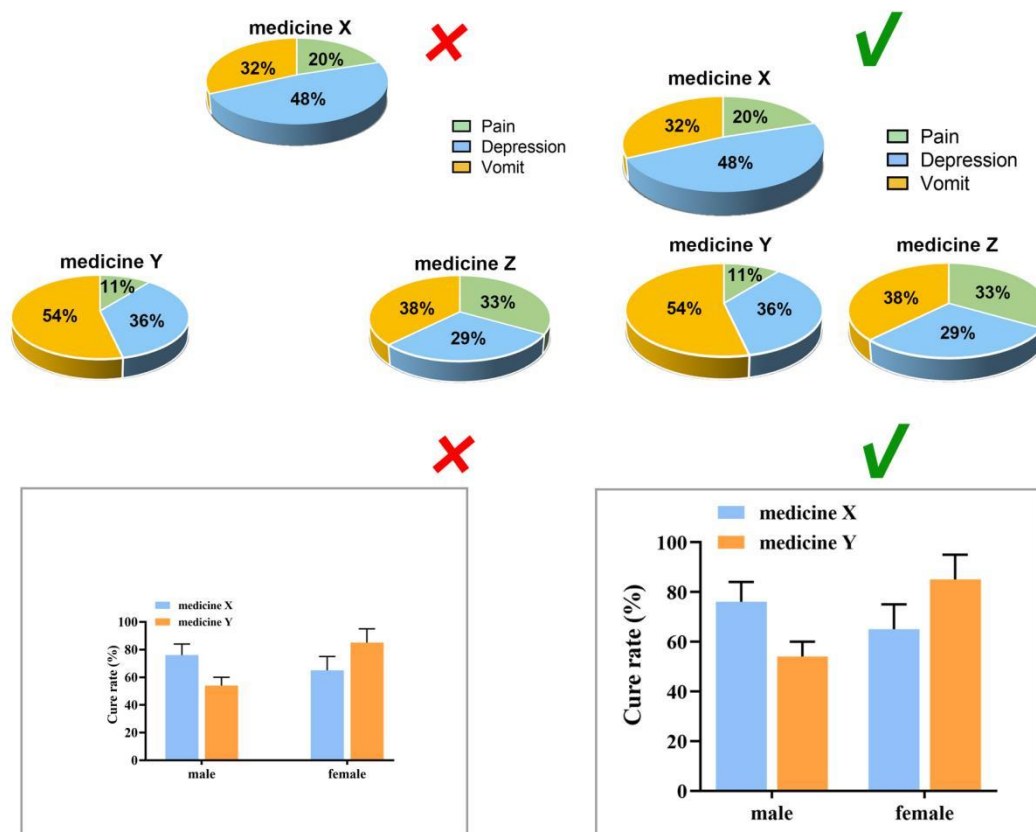 medicine X
32%
20%
48%
Pain
Depression
Vomit
medicine Y
11%
54%
36%
medicine Z
38%
33%
29%
medicine X
32%
20%
48%
Pain
Depression
Vomit
medicine Y
11%
54%
36%
medicine Z
38%
33%
29%
medicine X
medicine Y
Cure rate (%)
100
80
60
40
20
0
male
female
medicine X
medicine Y
Cure rate (%)
100
80
60
40
20
0
male
female